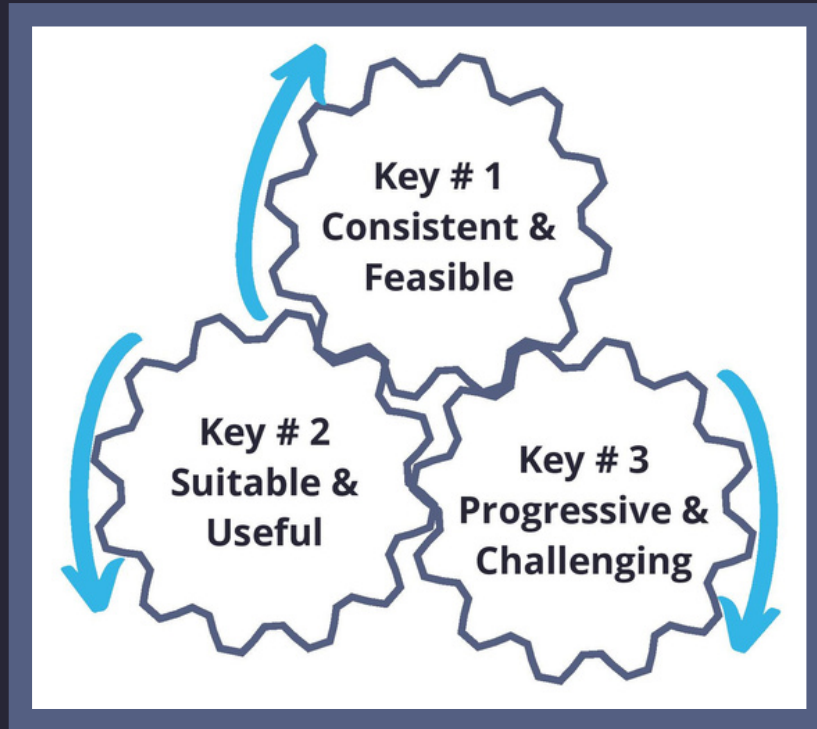 Key # 1
Consistent &
Feasible
Key # 2
Suitable &
Useful
Key # 3
Progressive &
Challenging